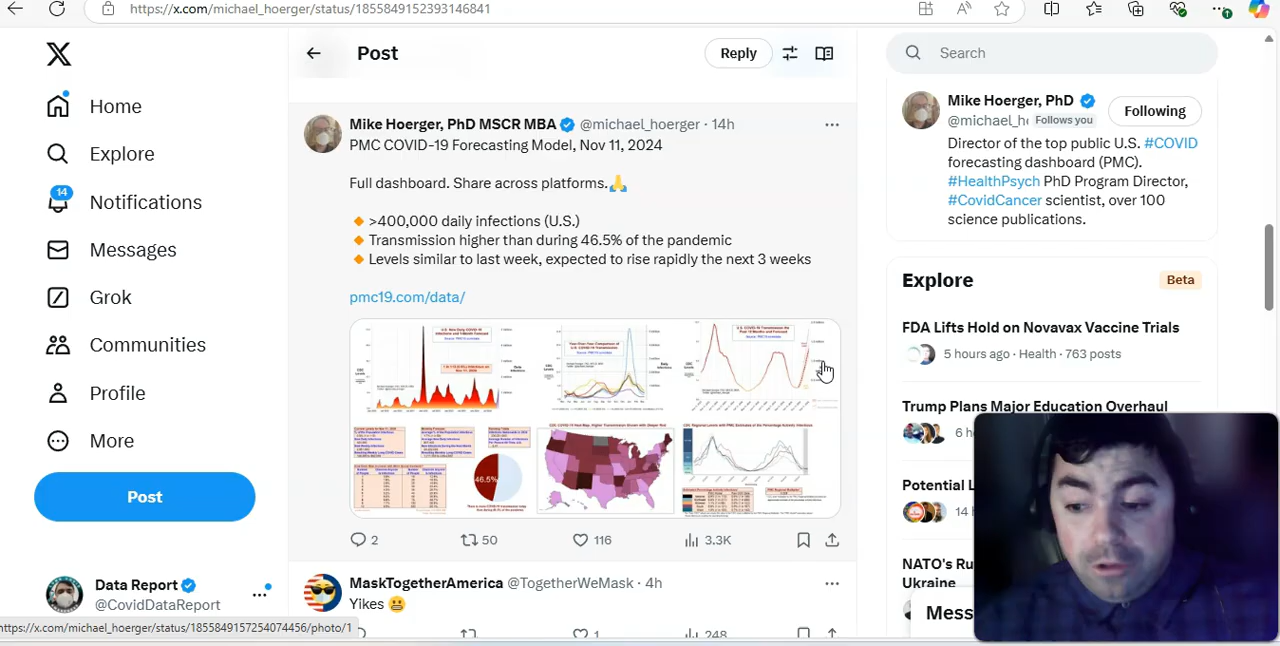 https://x.com/michael_hoerger/status/1855849152393146841
Post
Reply
Search
Home
Explore
14
Notifications
Messages
Grok
Communities
Profile
More
Post
Data Report
@CovidDataReport
https://x.com/michael_hoerger/status/1855849157254074456/photo/1
Mike Hoerger, PhD MSCR MBA @michael_hoerger · 14h
PMC COVID-19 Forecasting Model, Nov 11, 2024
Full dashboard. Share across platforms.🙏
🔸 >400,000 daily infections (U.S.)
🔸 Transmission higher than during 46.5% of the pandemic
🔸 Levels similar to last week, expected to rise rapidly the next 3 weeks
pmc19.com/data/
46.5%
2
50
116
3.3K
MaskTogetherAmerica @TogetherWeMask · 4h
Yikes 😬
1
248
Mike Hoerger, PhD
Following
@michael_h Follows you
Director of the top public U.S. #COVID
forecasting dashboard (PMC).
#HealthPsych PhD Program Director,
#CovidCancer scientist, over 100
science publications.
Explore
Beta
FDA Lifts Hold on Novavax Vaccine Trials
5 hours ago · Health · 763 posts
Trump Plans Major Education Overhaul
6 h
Potential L
14
NATO's Ru
Ukraine
Mess